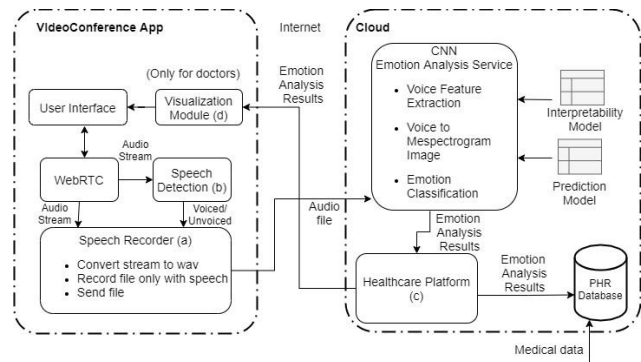 VideoConference App
Internet
Cloud
(Only for doctors)
User Interface
Visualization
Module (d)
Emotion
Analysis
Results
Audio
Stream
WebRTC
Speech
Detection (b)
Audio
Stream
Voiced/
Unvoiced
Speech Recorder (a)
• Convert stream to wav
• Record file only with speech
• Send file
Audio
file
CNN
Emotion Analysis Service
• Voice Feature
Extraction
• Voice to
Mespectrogram
Image
• Emotion
Classification
Interpretability
Model
Prediction
Model
Emotion
Analysis
Results
Healthcare Platform
(c)
Emotion
Analysis
Results
PHR
Database
Medical data